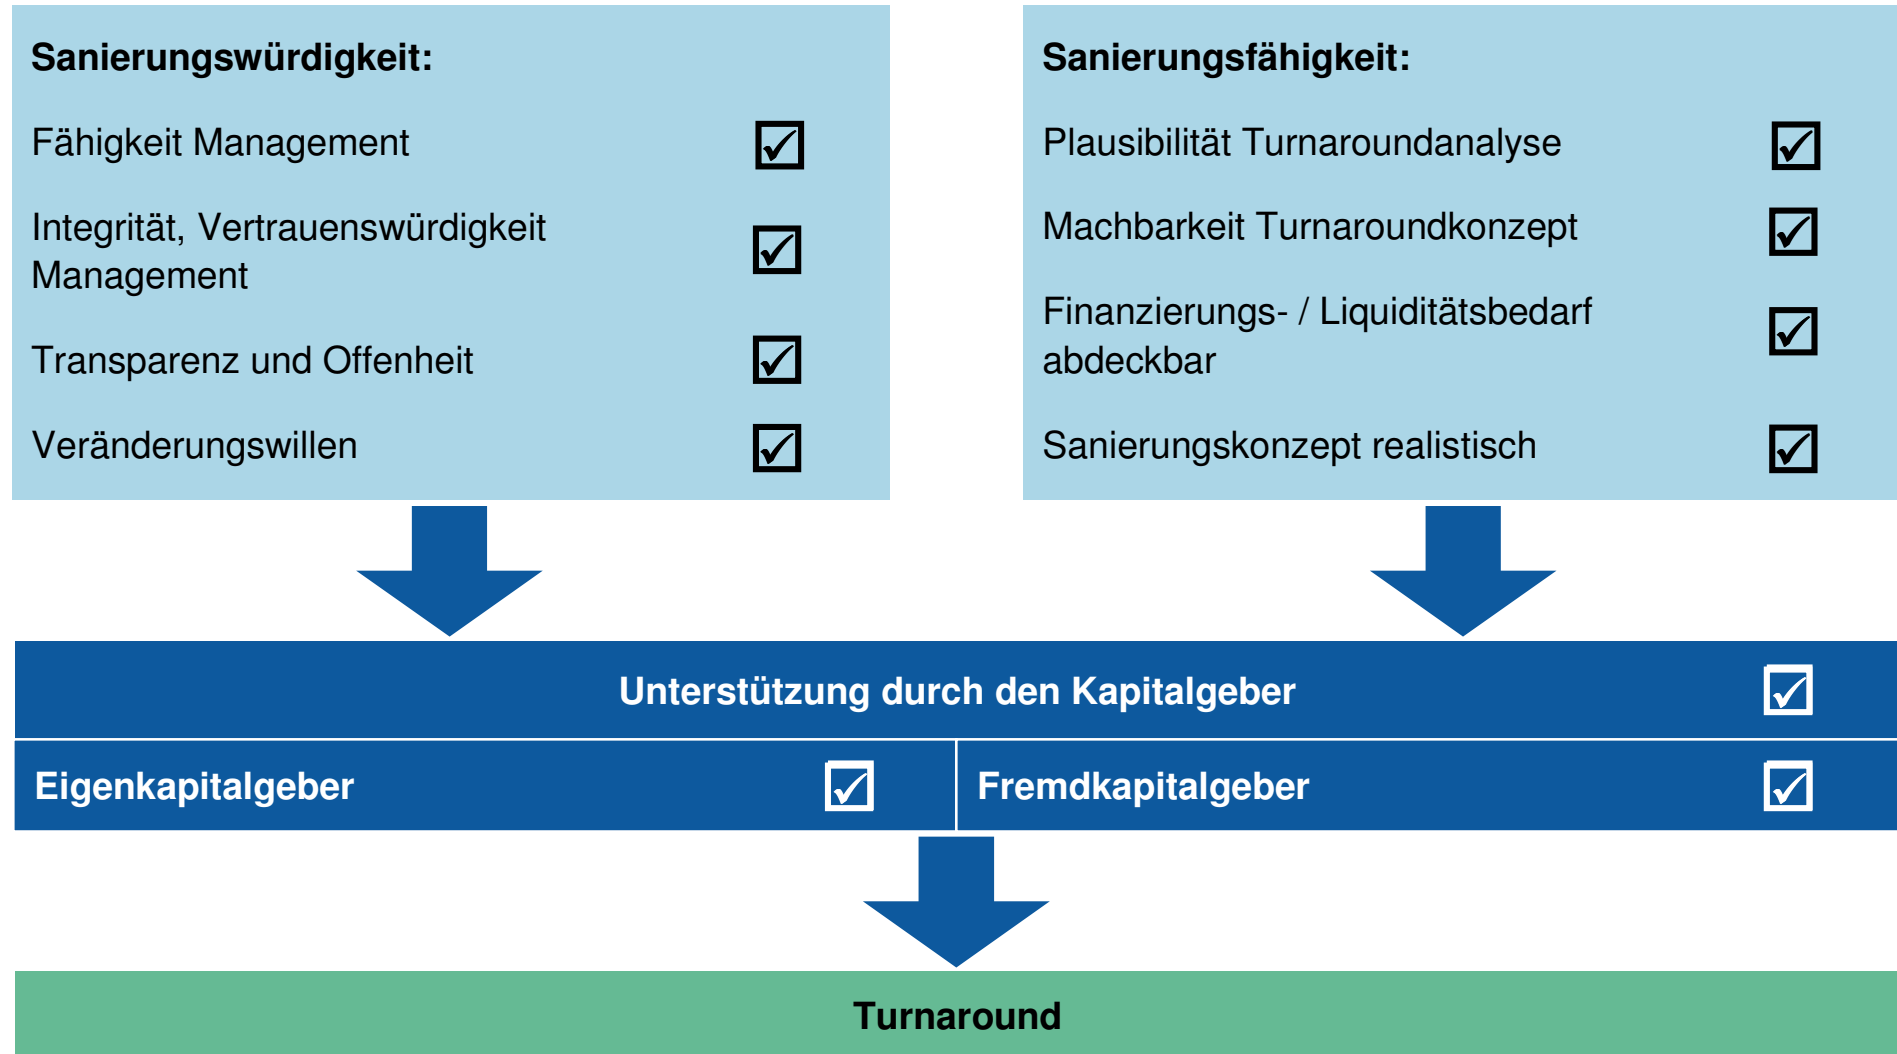 Sanierungswürdigkeit:
Fähigkeit Management
Integrität, Vertrauenswürdigkeit
Management
Transparenz und Offenheit
Veränderungswillen
Sanierungsfähigkeit:
Plausibilität Turnaroundanalyse
Machbarkeit Turnaroundkonzept
Finanzierungs- / Liquiditätsbedarf
abdeckbar
Sanierungskonzept realistisch
Unterstützung durch den Kapitalgeber
Eigenkapitalgeber
Fremdkapitalgeber
Turnaround